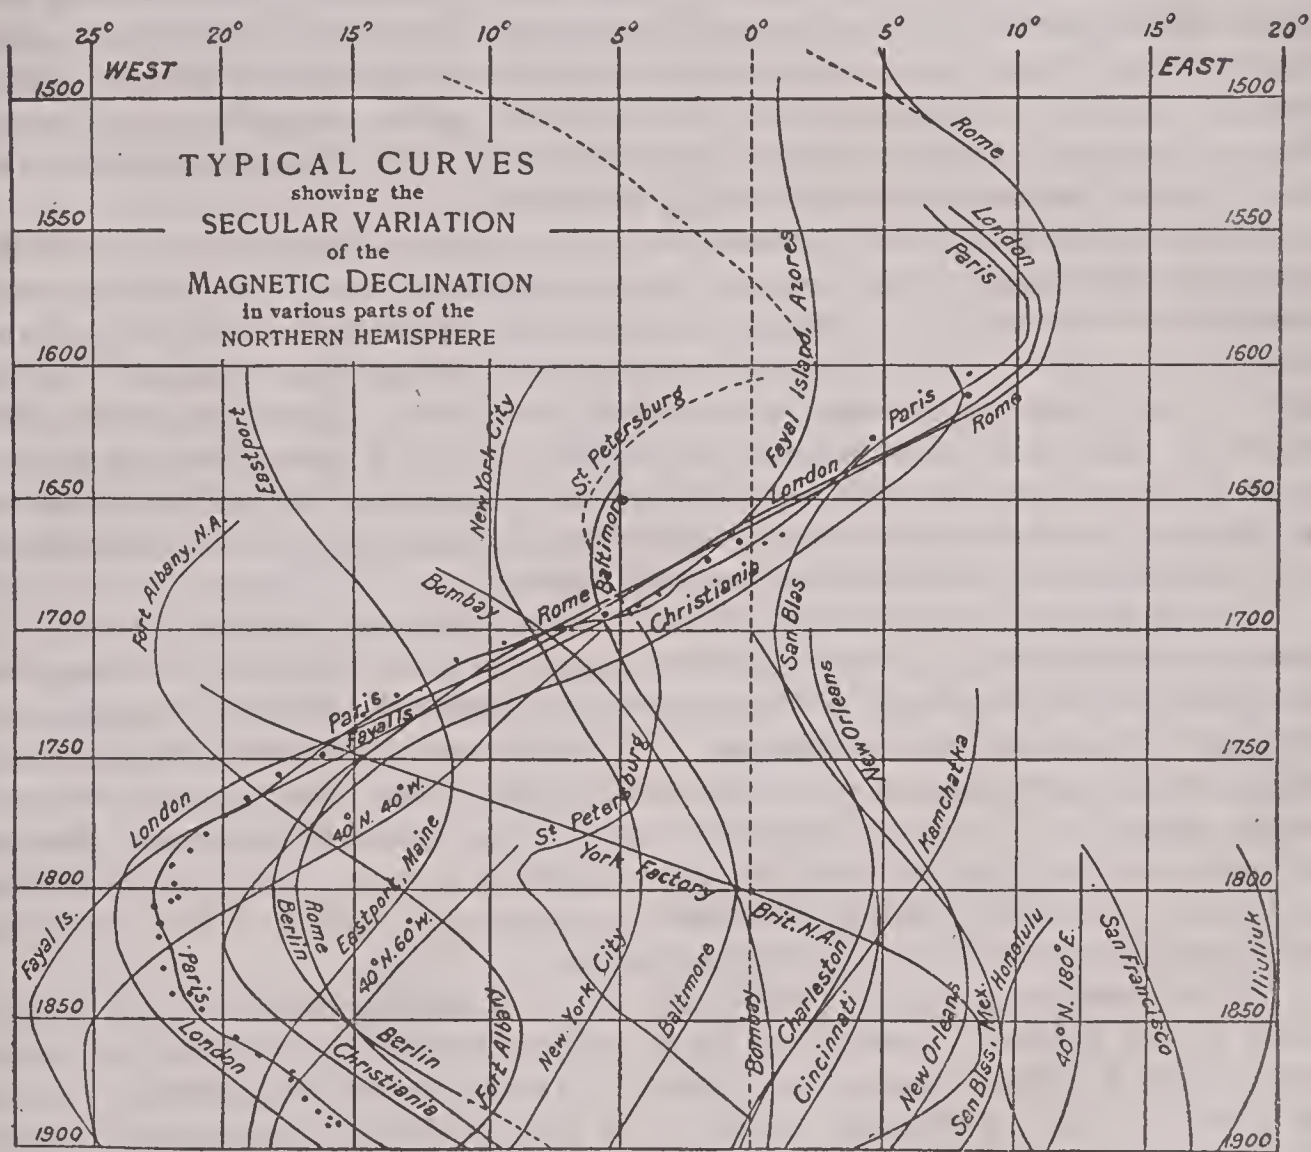 25° 20° 15° 10° 5° 0° 5° 10° 15° 20°
WEST EAST
1500 1500
TYPICAL CURVES
showing the
SECULAR VARIATION
of the
MAGNETIC DECLINATION
in various parts of the
NORTHERN HEMISPHERE
Rome
London
Paris
1550 1550
Fayal Island, Azores
1600 1600
Eastport
New York City
St Petersburg
Paris
Rome
London
1650 1650
Fort Albany, N.A.
Baltimore
Bombay
Rome
Christiania
San Blas
1700 1700
New Orleans
Paris
Fayal Is
Kamchatka
1750 1750
London
40° N. 40° W.
St Petersburg
York Factory Brit. N.A.
1800 1800
Fayal Is.
Berlin
Rome
Eastport, Maine
40° N. 60° W.
Paris
New York City
Baltimore
Bombay
Charleston
Cincinnati
New Orleans
San Blss, Mex.
Honolulu
40° N. 180° E.
San Francisco
Iliuliuk
1850 1850
London
Berlin
Christiania
Fort Albany
Fort Albany
1900 1900